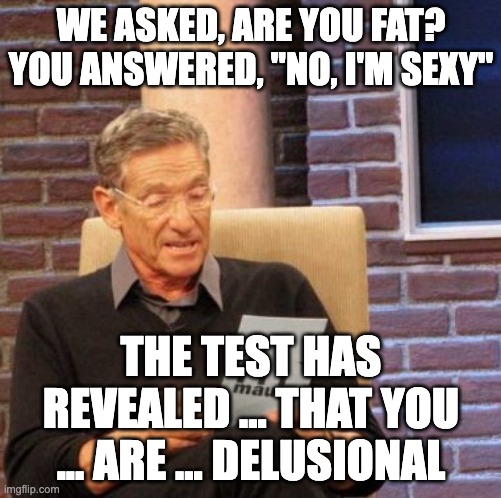 WE ASKED, ARE YOU FAT?
YOU ANSWERED, "NO, I'M SEXY"
THE TEST HAS
mau
REVEALED ... THAT YOU
... ARE ... DELUSIONAL
imgflip.com